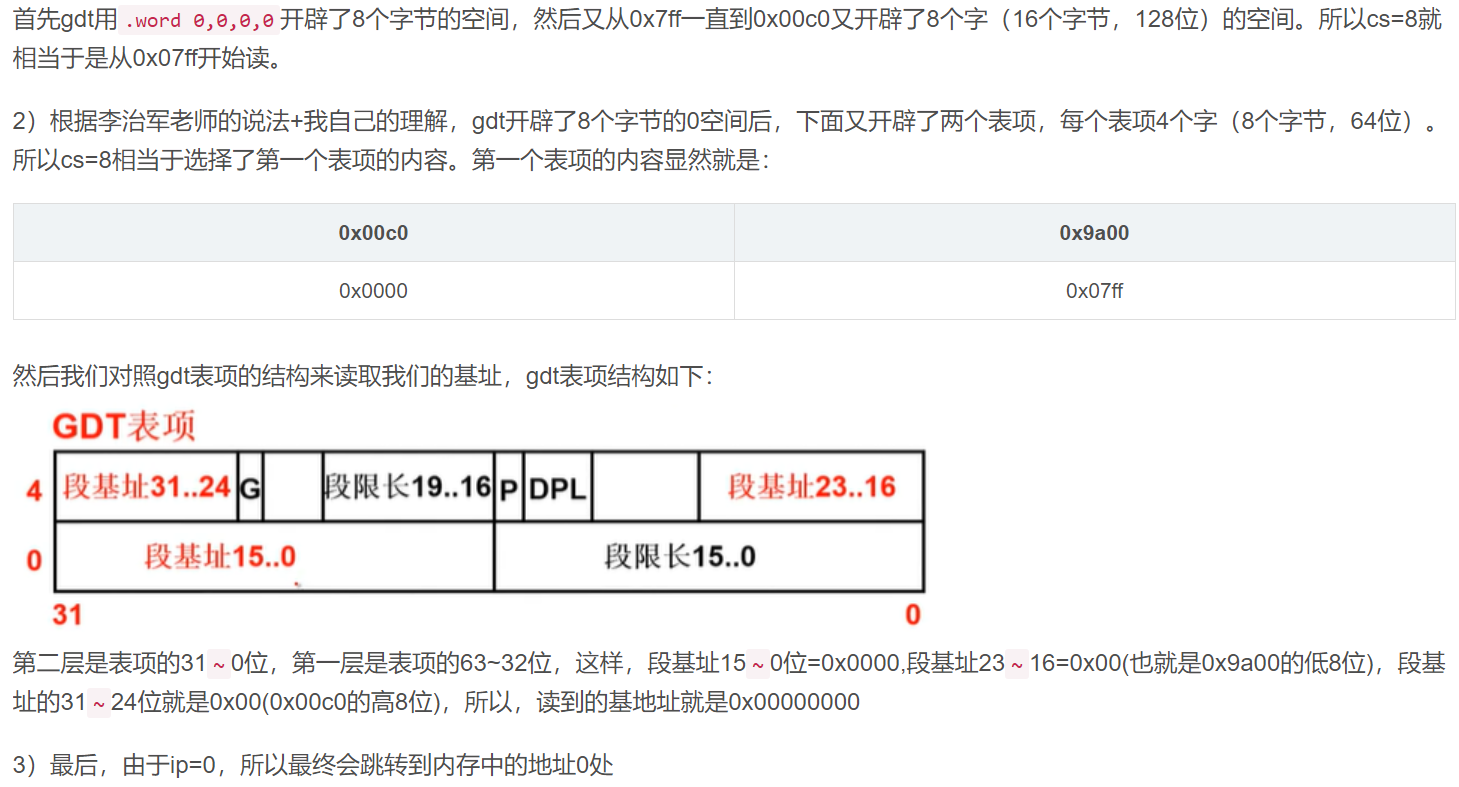 首先gdt用 .word 0,0,0,0 开辟了8个字节的空间，然后又从0x7ff一直到0x00c0又开辟了8个字（16个字节，128位）的空间。所以cs=8就
相当于是从0x07ff开始读。
2）根据李治军老师的说法+我自己的理解，gdt开辟了8个字节的0空间后，下面又开辟了两个表项，每个表项4个字（8个字节，64位）。
所以cs=8相当于选择了第一个表项的内容。第一个表项的内容显然就是：
0x00c0 0x9a00
0x0000 0x07ff
然后我们对照gdt表项的结构来读取我们的基址，gdt表项结构如下：
GDT表项
4 段基址31..24 G 段限长19..16 P DPL 段基址23..16
0 段基址15..0 段限长15..0
31 0
第二层是表项的31 ~ 0位，第一层是表项的63~32位，这样，段基址15 ~ 0位=0x0000,段基址23 ~ 16=0x00(也就是0x9a00的低8位)，段基
址的31 ~ 24位就是0x00(0x00c0的高8位)，所以，读到的基地址就是0x00000000
3）最后，由于ip=0，所以最终会跳转到内存中的地址0处